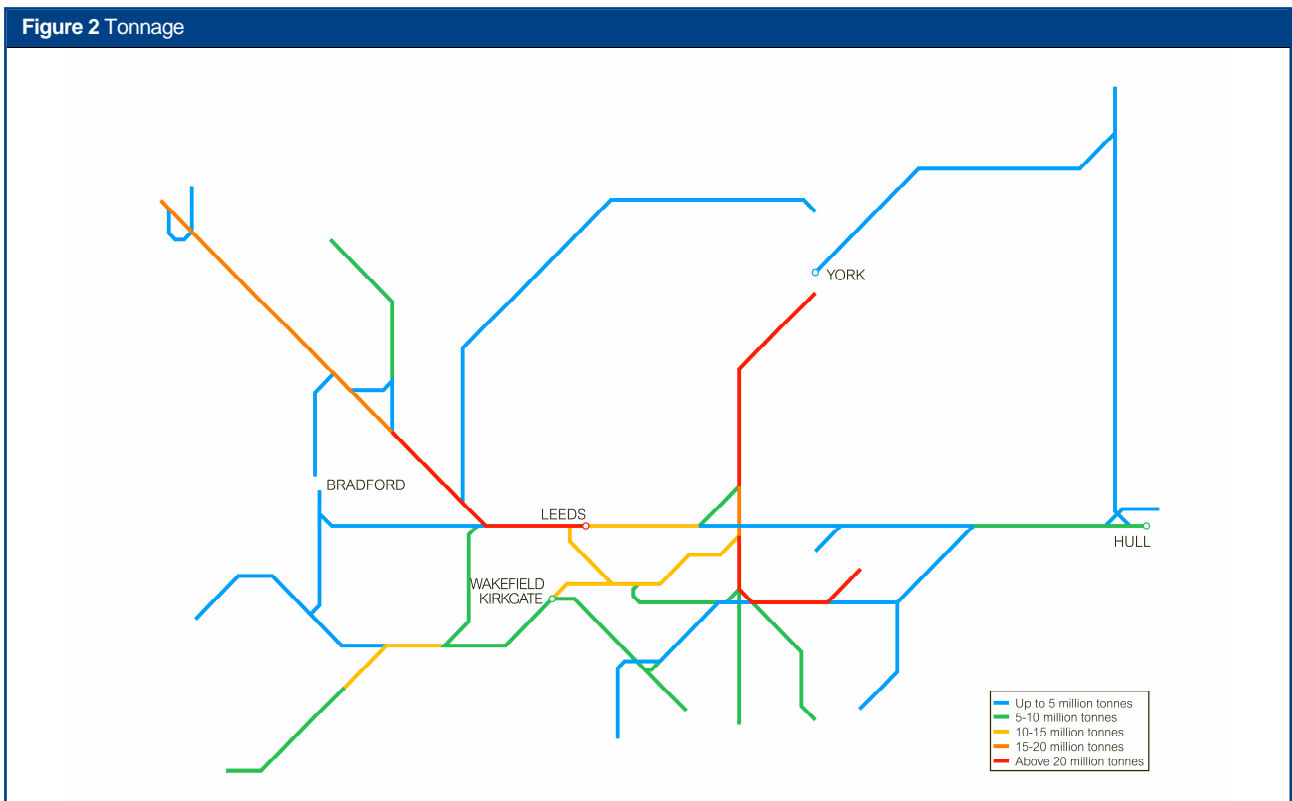 Figure 2 Tonnage
YORK
BRADFORD
LEEDS
HULL
WAKEFIELD
KIRKGATE
Up to 5 million tonnes
5-10 million tonnes
10-15 million tonnes
15-20 million tonnes
Above 20 million tonnes